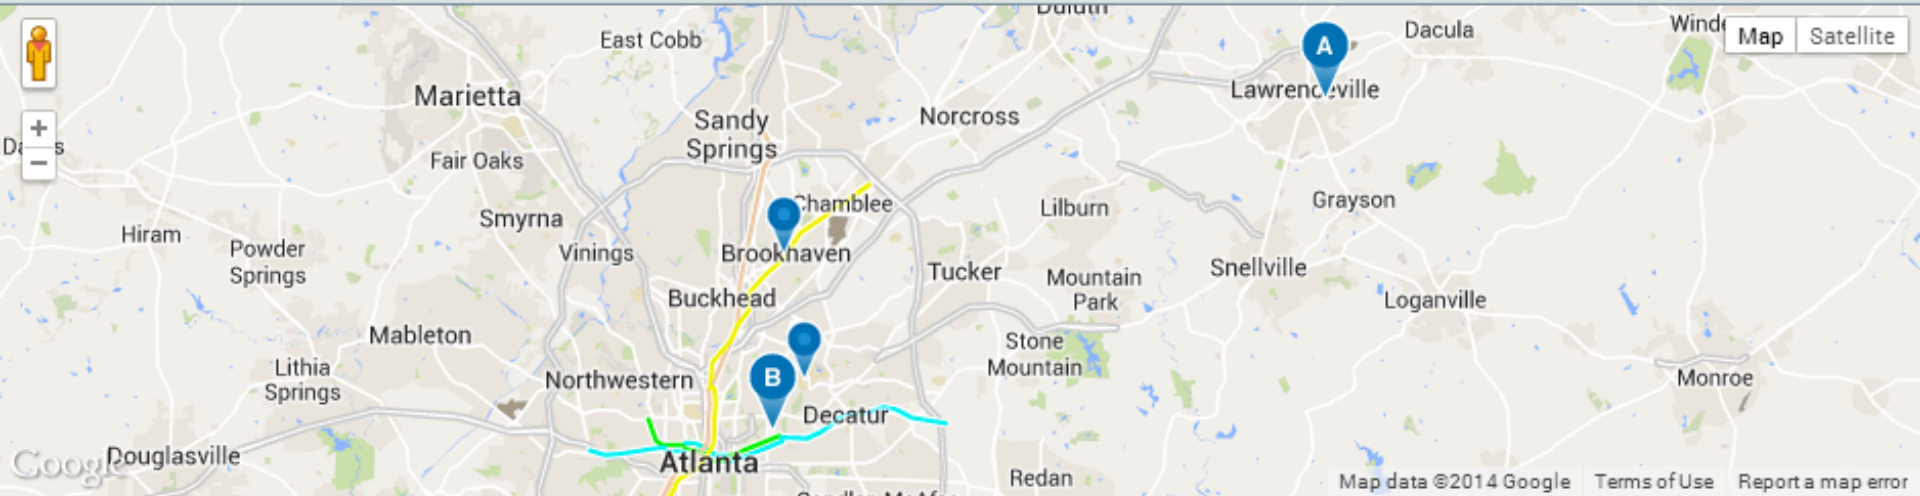 Duluth
East Cobb
Dacula
Map
Satellite
A
Marietta
Lawrenceville
Sandy
Springs
Norcross
+
Fair Oaks
−
Chamblee
Grayson
Lilburn
Smyrna
Hiram
Powder
Springs
Vinings
Brookhaven
Tucker
Mountain
Park
Snellville
Buckhead
Loganville
Mableton
Stone
Mountain
Lithia
Springs
Northwestern
B
Monroe
Decatur
Google
Douglasville
Atlanta
Redan
Map data ©2014 Google
Terms of Use
Report a map error